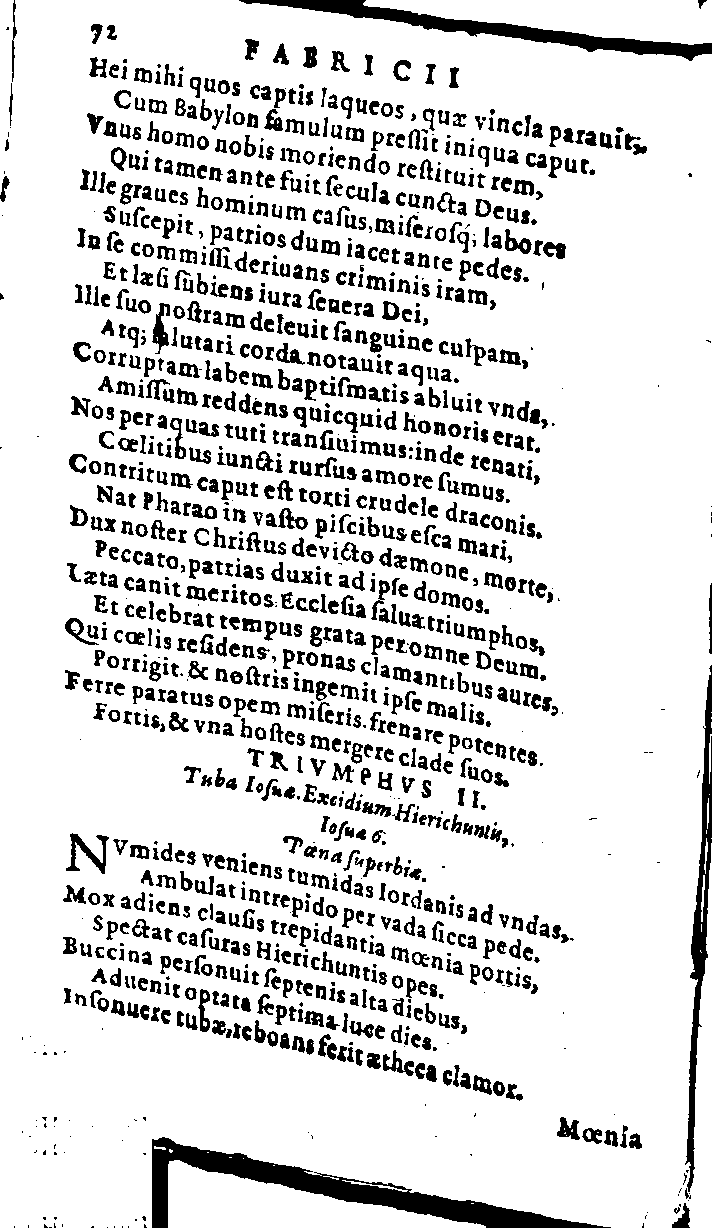 72
FABRICII
Hei mihi quos captis laqueos, quæ vincla parauit,
Cum Babylon famulum preſſit iniqua caput.
Vnus homo nobis moriendo reſtituit rem,
Qui tamen ante fuit ſecula cuncta Deus.
Ille graues hominum caſus, miſeroſq; labores
Suſcepit, patrios dum iacet ante pedes.
In ſe commiſſi deriuans criminis iram,
Et læſi ſubiens iura ſeuera Dei,
Ille ſuo noſtram deleuit ſanguine culpam,
Atq; ſalutari corda notauit aqua.
Corruptam labem baptiſmatis abluit vnda,
Amiſſum reddens quicquid honoris erat.
Nos per aquas tuti tranſiuimus: inde renati,
Cœlitibus iuncti rurſus amore ſumus.
Contritum caput eſt torti crudele draconis.
Nat Pharao in vaſto piſcibus eſca mari,
Dux noſter Chriſtus devicto dæmone, morte,
Peccato, patrias duxit ad ipſe domos.
Læta canit meritos Eccleſia ſalua triumphos,
Et celebrat tempus grata per omne Deum.
Qui cœlis reſidens, pronas clamantibus aures,
Porrigit & noſtris ingemit ipſe malis.
Ferre paratus opem miſeris frenare potentes.
Fortis, & vna hoſtes mergere clade ſuos.
TRIVMPHVS II.
Tuba Ioſuæ. Excidium Hierichuntis,
Ioſuæ 6.
Pœna ſuperbiæ.
NVmides veniens tumidas Iordanis ad vndas,
Ambulat intrepido per vada ſicca pede.
Mox adiens clauſis trepidantia mœnia portis,
Spectat caſuras Hierichuntis opes.
Buccina perſonuit ſeptenis alta diebus,
Aduenit optata ſeptima luce dies.
Inſonuere tubæ, reboans ferit æthera clamor.
Mœnia